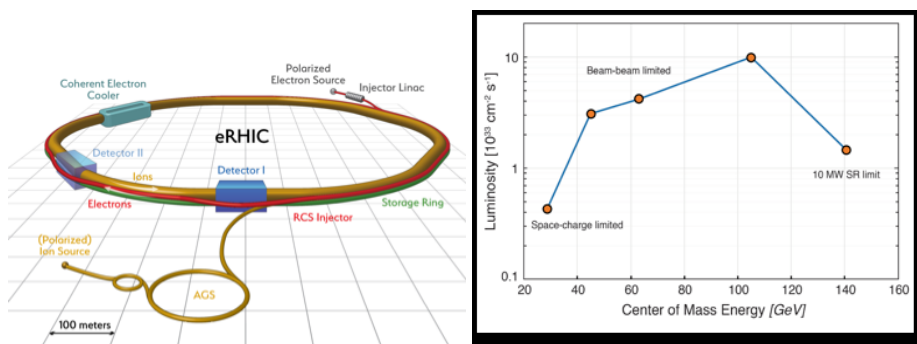 Polarized
Electron Source
Injector Linac
Coherent Electron
Cooler
eRHIC
Detector II
Ions
Detector I
Electrons
Storage Ring
RCS Injector
(Polarized)
Ion Source
AGS
100 meters
Luminosity [10³³ cm⁻² s⁻¹]
10
1
0.1
Beam-beam limited
10 MW SR limit
Space-charge limited
20 40 60 80 100 120 140 160
Center of Mass Energy [GeV]